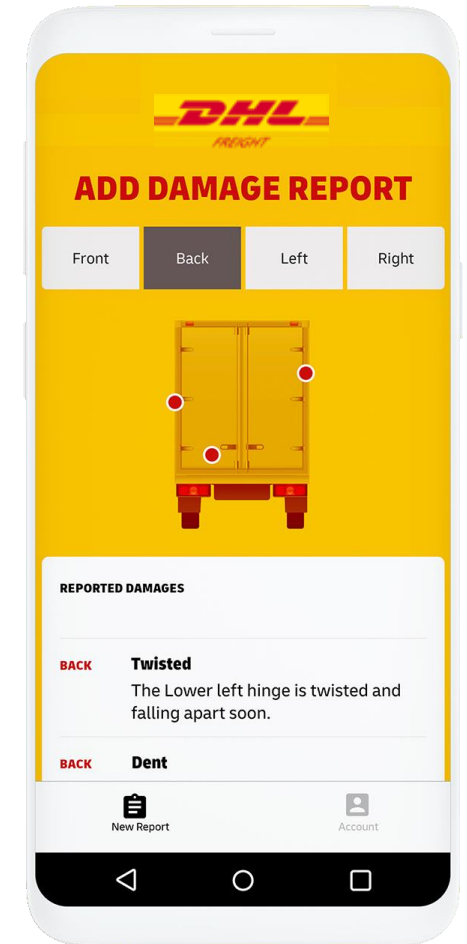 DHL
FREIGHT
ADD DAMAGE REPORT
Front Back Left Right
REPORTED DAMAGES
BACK Twisted
The Lower left hinge is twisted and
falling apart soon.
BACK Dent
New Report Account